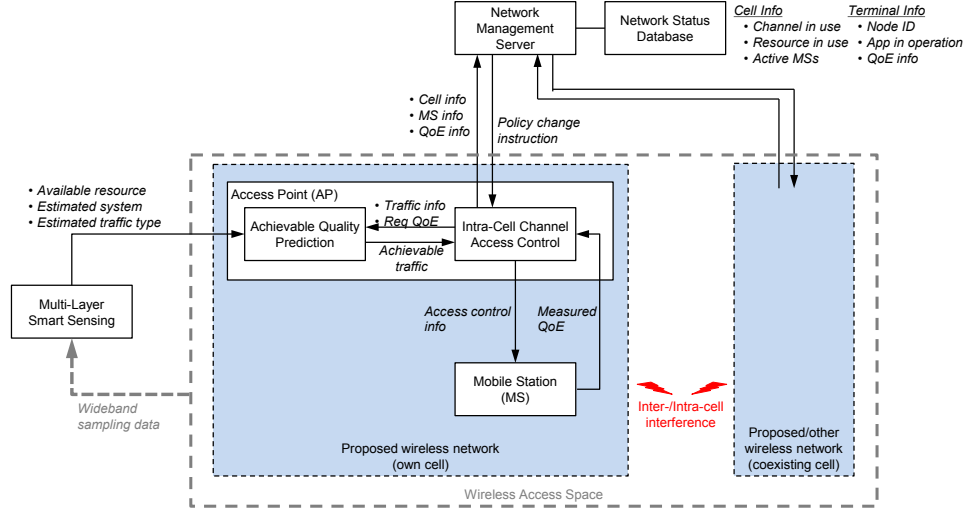 Network
Management
Server
Network Status
Database
Cell Info
• Channel in use
• Resource in use
• Active MSs
Terminal Info
• Node ID
• App in operation
• QoE info
• Cell info
• MS info
• QoE info
Policy change
instruction
• Available resource
• Estimated system
• Estimated traffic type
Access Point (AP)
Achievable Quality
Prediction
• Traffic info
• Req QoE
Achievable
traffic
Intra-Cell Channel
Access Control
Multi-Layer
Smart Sensing
Access control
info
Measured
QoE
Mobile Station
(MS)
Wideband
sampling data
Inter-/Intra-cell
interference
Proposed wireless network
(own cell)
Proposed/other
wireless network
(coexisting cell)
Wireless Access Space